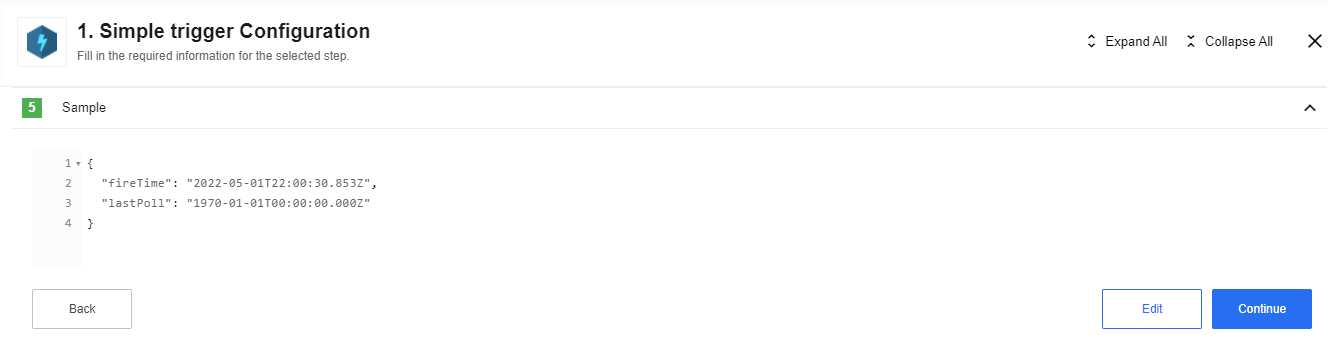 1. Simple trigger Configuration
Fill in the required information for the selected step.
Expand All
Collapse All
5 Sample
1 {
2 "fireTime": "2022-05-01T22:00:30.853Z",
3 "lastPoll": "1970-01-01T00:00:00.000Z"
4 }
Back
Edit
Continue